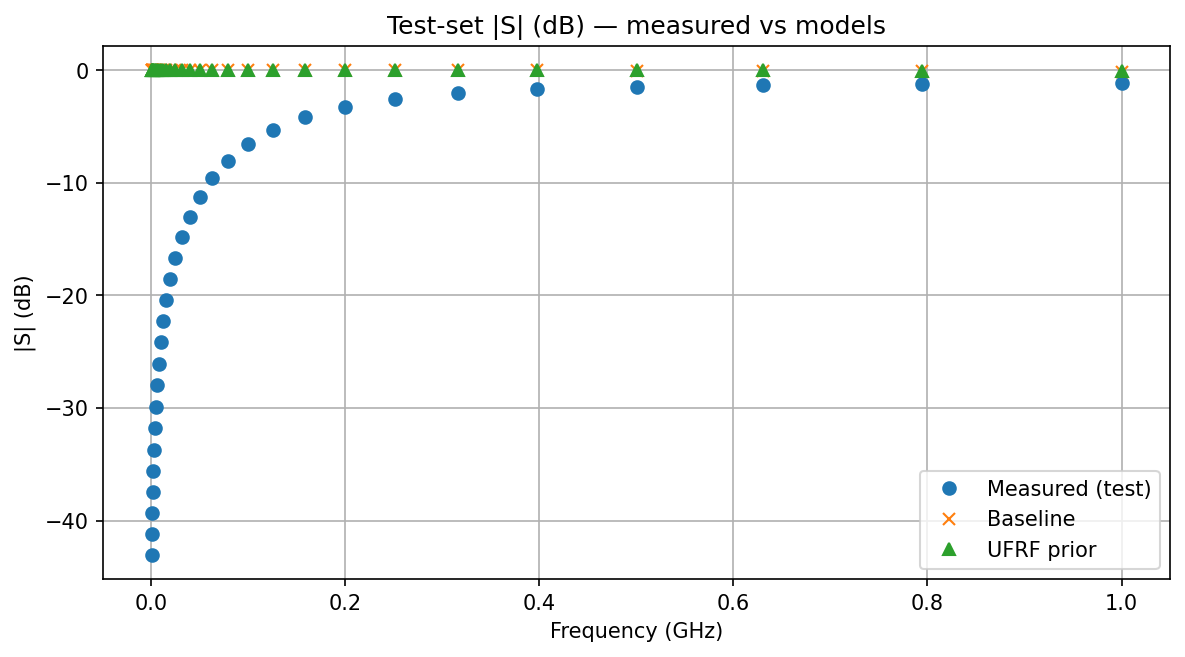 Test-set |S| (dB) — measured vs models
|S| (dB)
0
−10
−20
−30
−40
Measured (test)
Baseline
UFRF prior
0.0 0.2 0.4 0.6 0.8 1.0
Frequency (GHz)